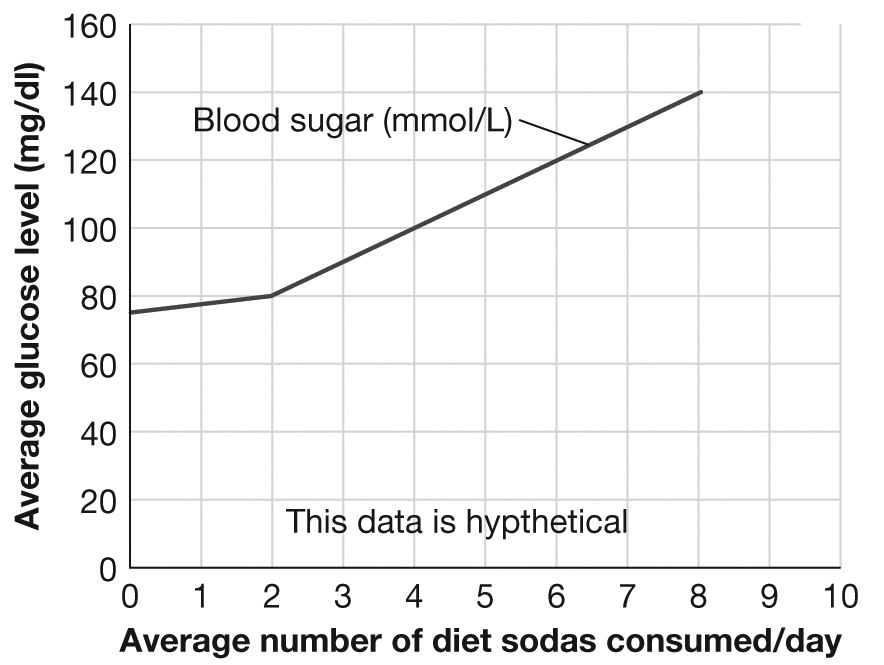 160
140
120
100
80
60
40
20
0
Average glucose level (mg/dl)
Blood sugar (mmol/L)
This data is hypthetical
0 1 2 3 4 5 6 7 8 9 10
Average number of diet sodas consumed/day